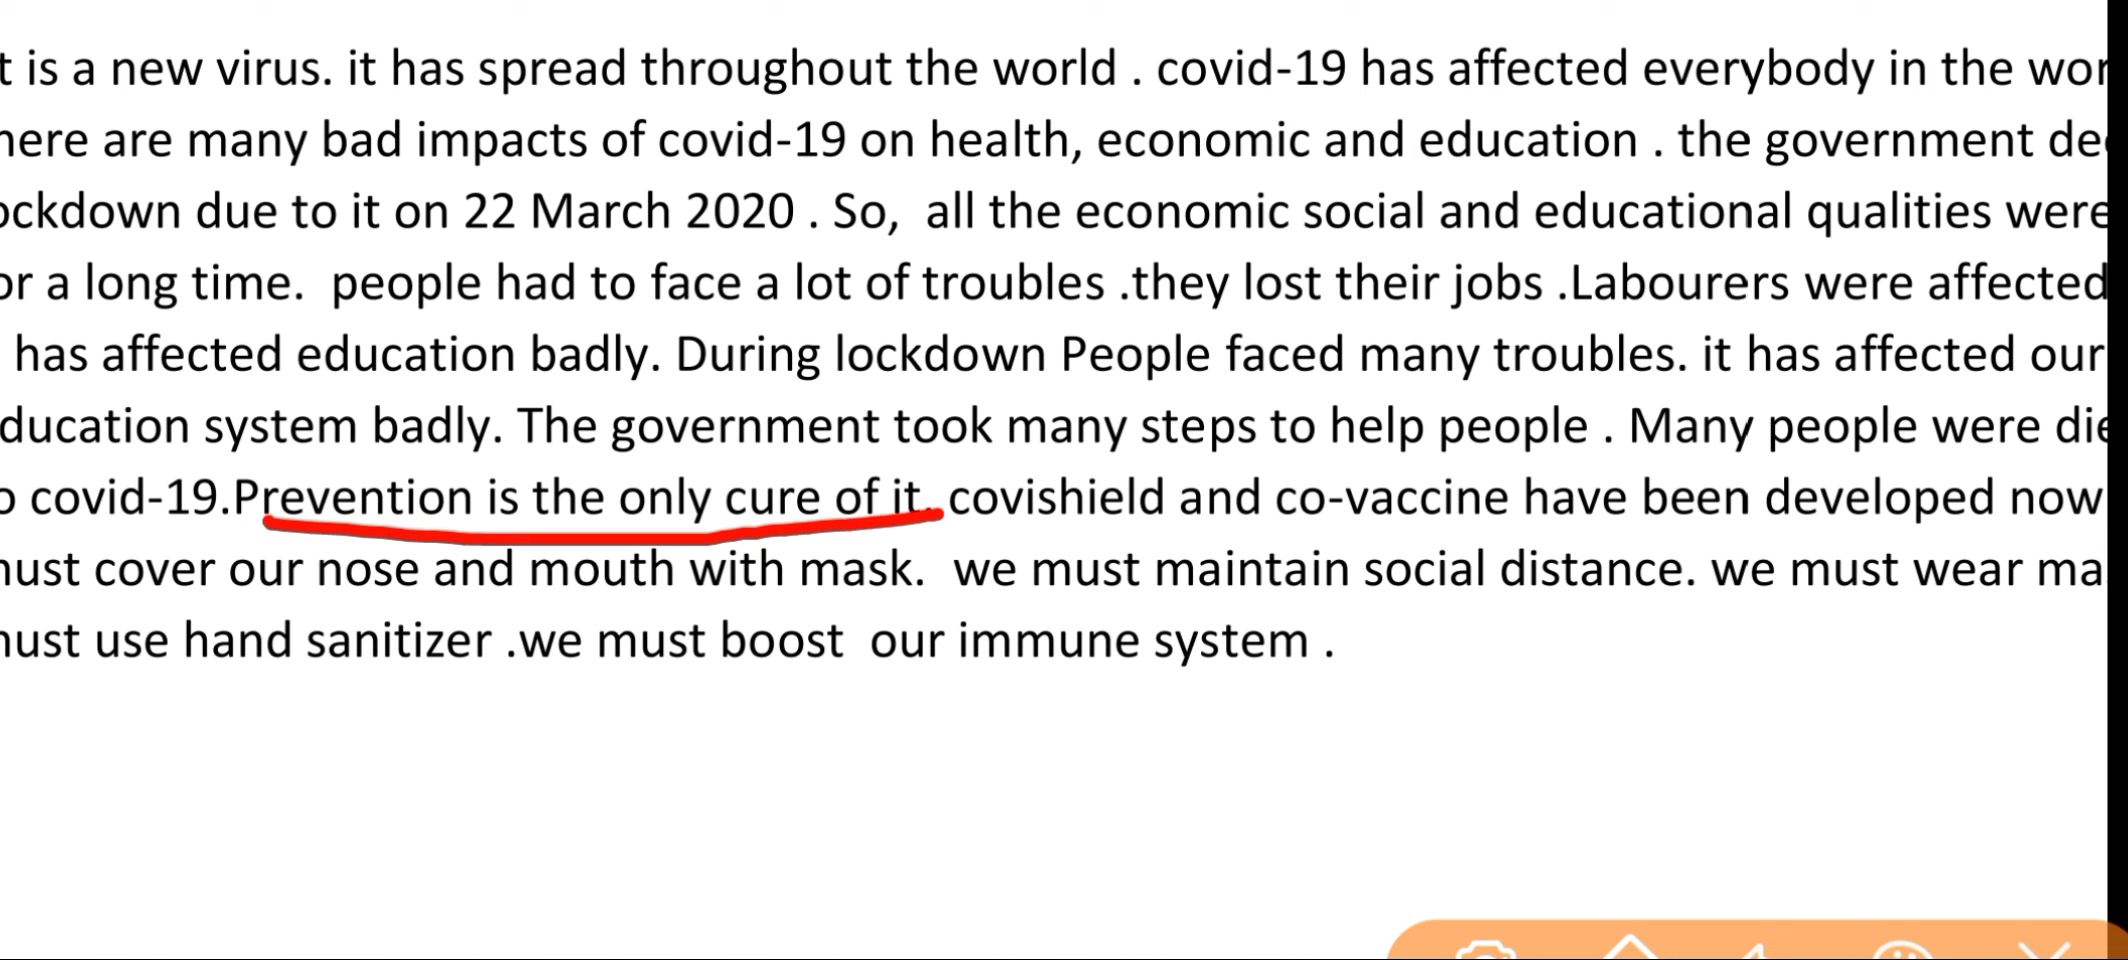 t is a new virus. it has spread throughout the world . covid-19 has affected everybody in the wor
here are many bad impacts of covid-19 on health, economic and education . the government de
ockdown due to it on 22 March 2020 . So,  all the economic social and educational qualities were
or a long time.  people had to face a lot of troubles .they lost their jobs .Labourers were affected
has affected education badly. During lockdown People faced many troubles. it has affected our
ducation system badly. The government took many steps to help people . Many people were die
o covid-19.Prevention is the only cure of it. covishield and co-vaccine have been developed now
nust cover our nose and mouth with mask.  we must maintain social distance. we must wear ma
nust use hand sanitizer .we must boost  our immune system .